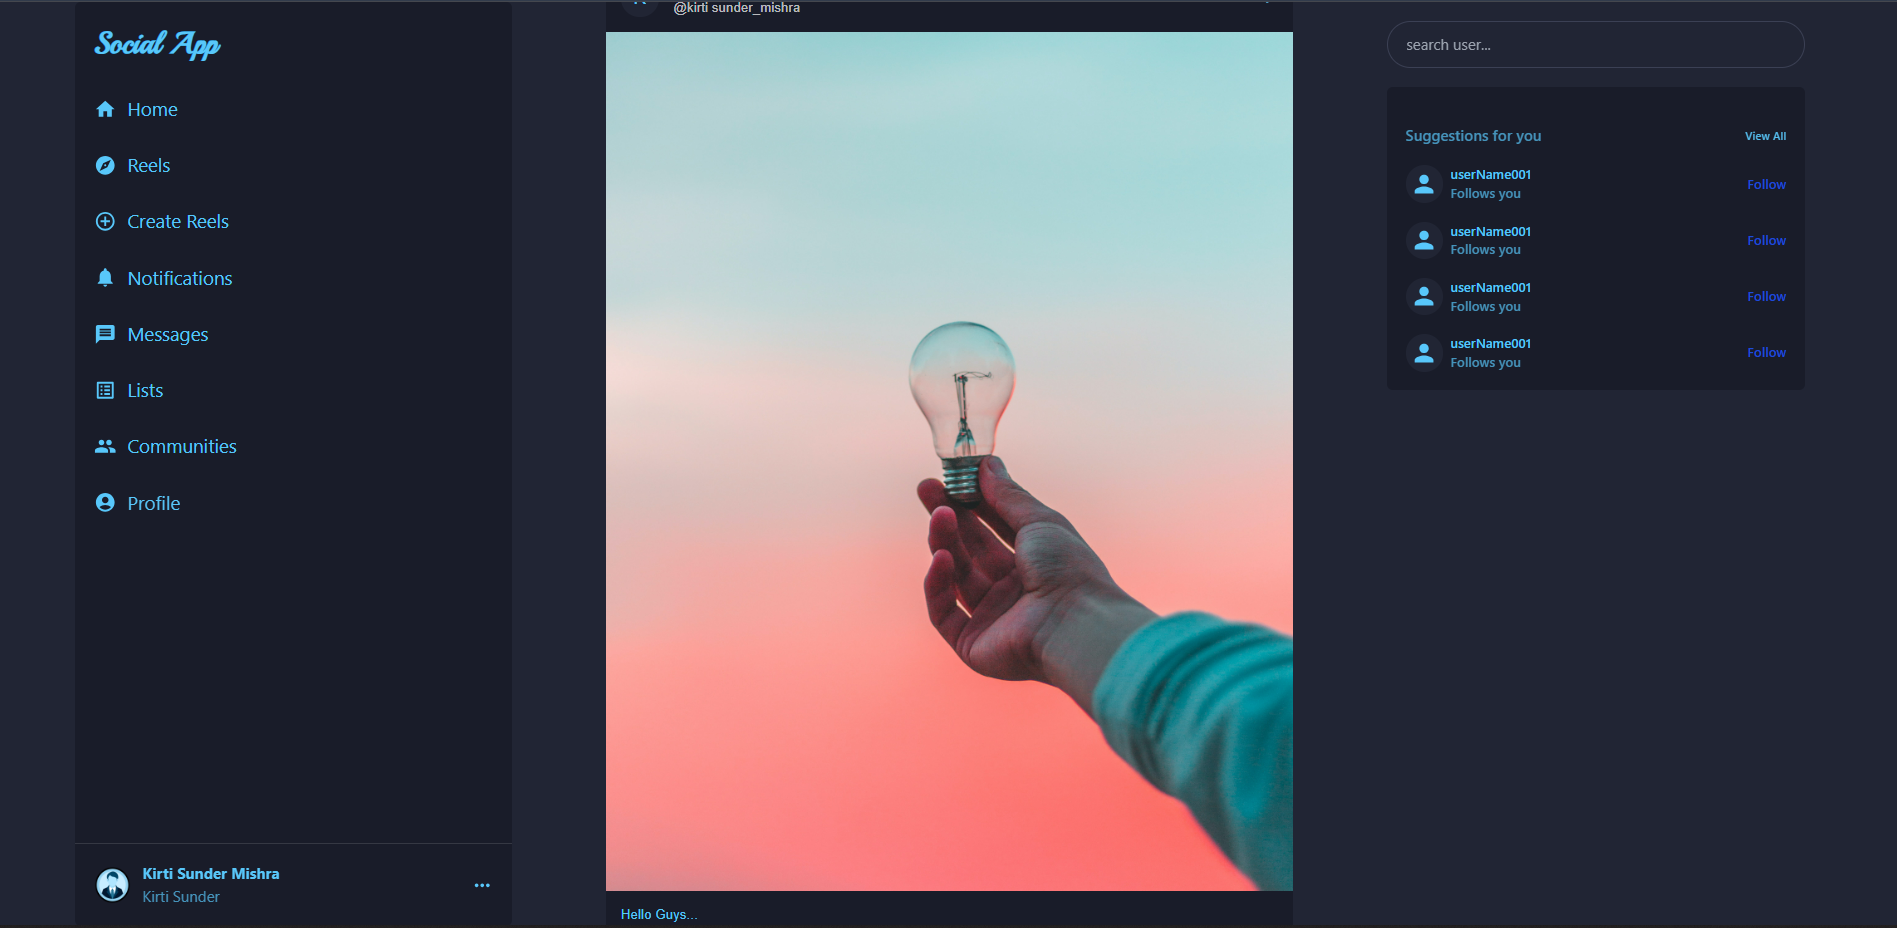 Social App
Home
Reels
Create Reels
Notifications
Messages
Lists
Communities
Profile
Kirti Sunder Mishra
Kirti Sunder
@kirti sunder_mishra
Hello Guys...
search user...
Suggestions for you
View All
userName001
Follows you
Follow
userName001
Follows you
Follow
userName001
Follows you
Follow
userName001
Follows you
Follow